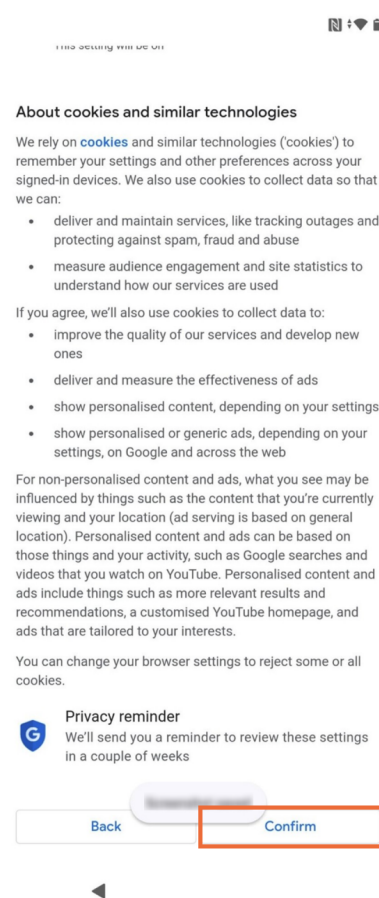 This setting will be on
About cookies and similar technologies
We rely on cookies and similar technologies ('cookies') to
remember your settings and other preferences across your
signed-in devices. We also use cookies to collect data so that
we can:
• deliver and maintain services, like tracking outages and
protecting against spam, fraud and abuse
• measure audience engagement and site statistics to
understand how our services are used
If you agree, we'll also use cookies to collect data to:
• improve the quality of our services and develop new
ones
• deliver and measure the effectiveness of ads
• show personalised content, depending on your settings
• show personalised or generic ads, depending on your
settings, on Google and across the web
For non-personalised content and ads, what you see may be
influenced by things such as the content that you're currently
viewing and your location (ad serving is based on general
location). Personalised content and ads can be based on
those things and your activity, such as Google searches and
videos that you watch on YouTube. Personalised content and
ads include things such as more relevant results and
recommendations, a customised YouTube homepage, and
ads that are tailored to your interests.
You can change your browser settings to reject some or all
cookies.
G
Privacy reminder
We'll send you a reminder to review these settings
in a couple of weeks
Back
Confirm